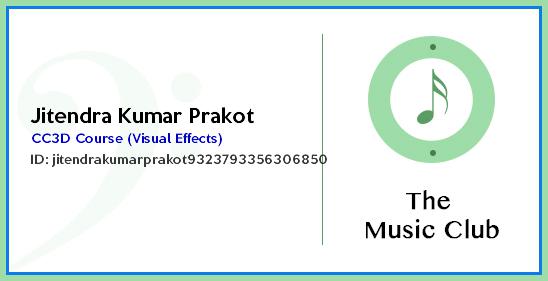 Jitendra Kumar Prakot
CC3D Course (Visual Effects)
ID: jitendrakumarprakot9323793356306850
The
Music Club